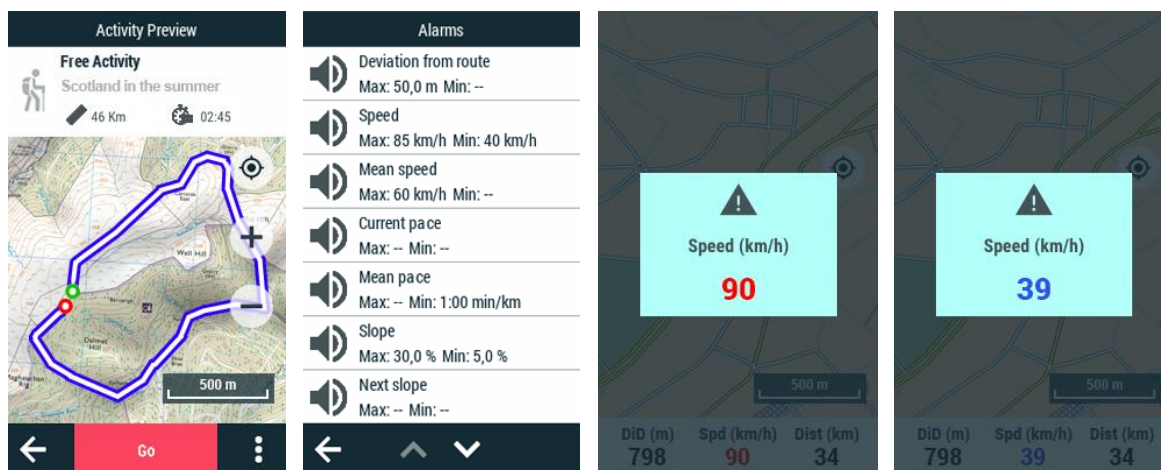 Activity Preview
Free Activity
Scotland in the summer
46 Km 02:45
Well Hill
Dalmet
Hill
500 m
Go
Alarms
Deviation from route
Max: 50,0 m Min: --
Speed
Max: 85 km/h Min: 40 km/h
Mean speed
Max: 60 km/h Min: --
Current pace
Max: -- Min: --
Mean pace
Max: -- Min: 1:00 min/km
Slope
Max: 30,0 % Min: 5,0 %
Next slope
Max: -- Min: --
Speed (km/h)
90
500 m
DiD (m) Spd (km/h) Dist (km)
798 90 34
Speed (km/h)
39
500 m
DiD (m) Spd (km/h) Dist (km)
798 39 34